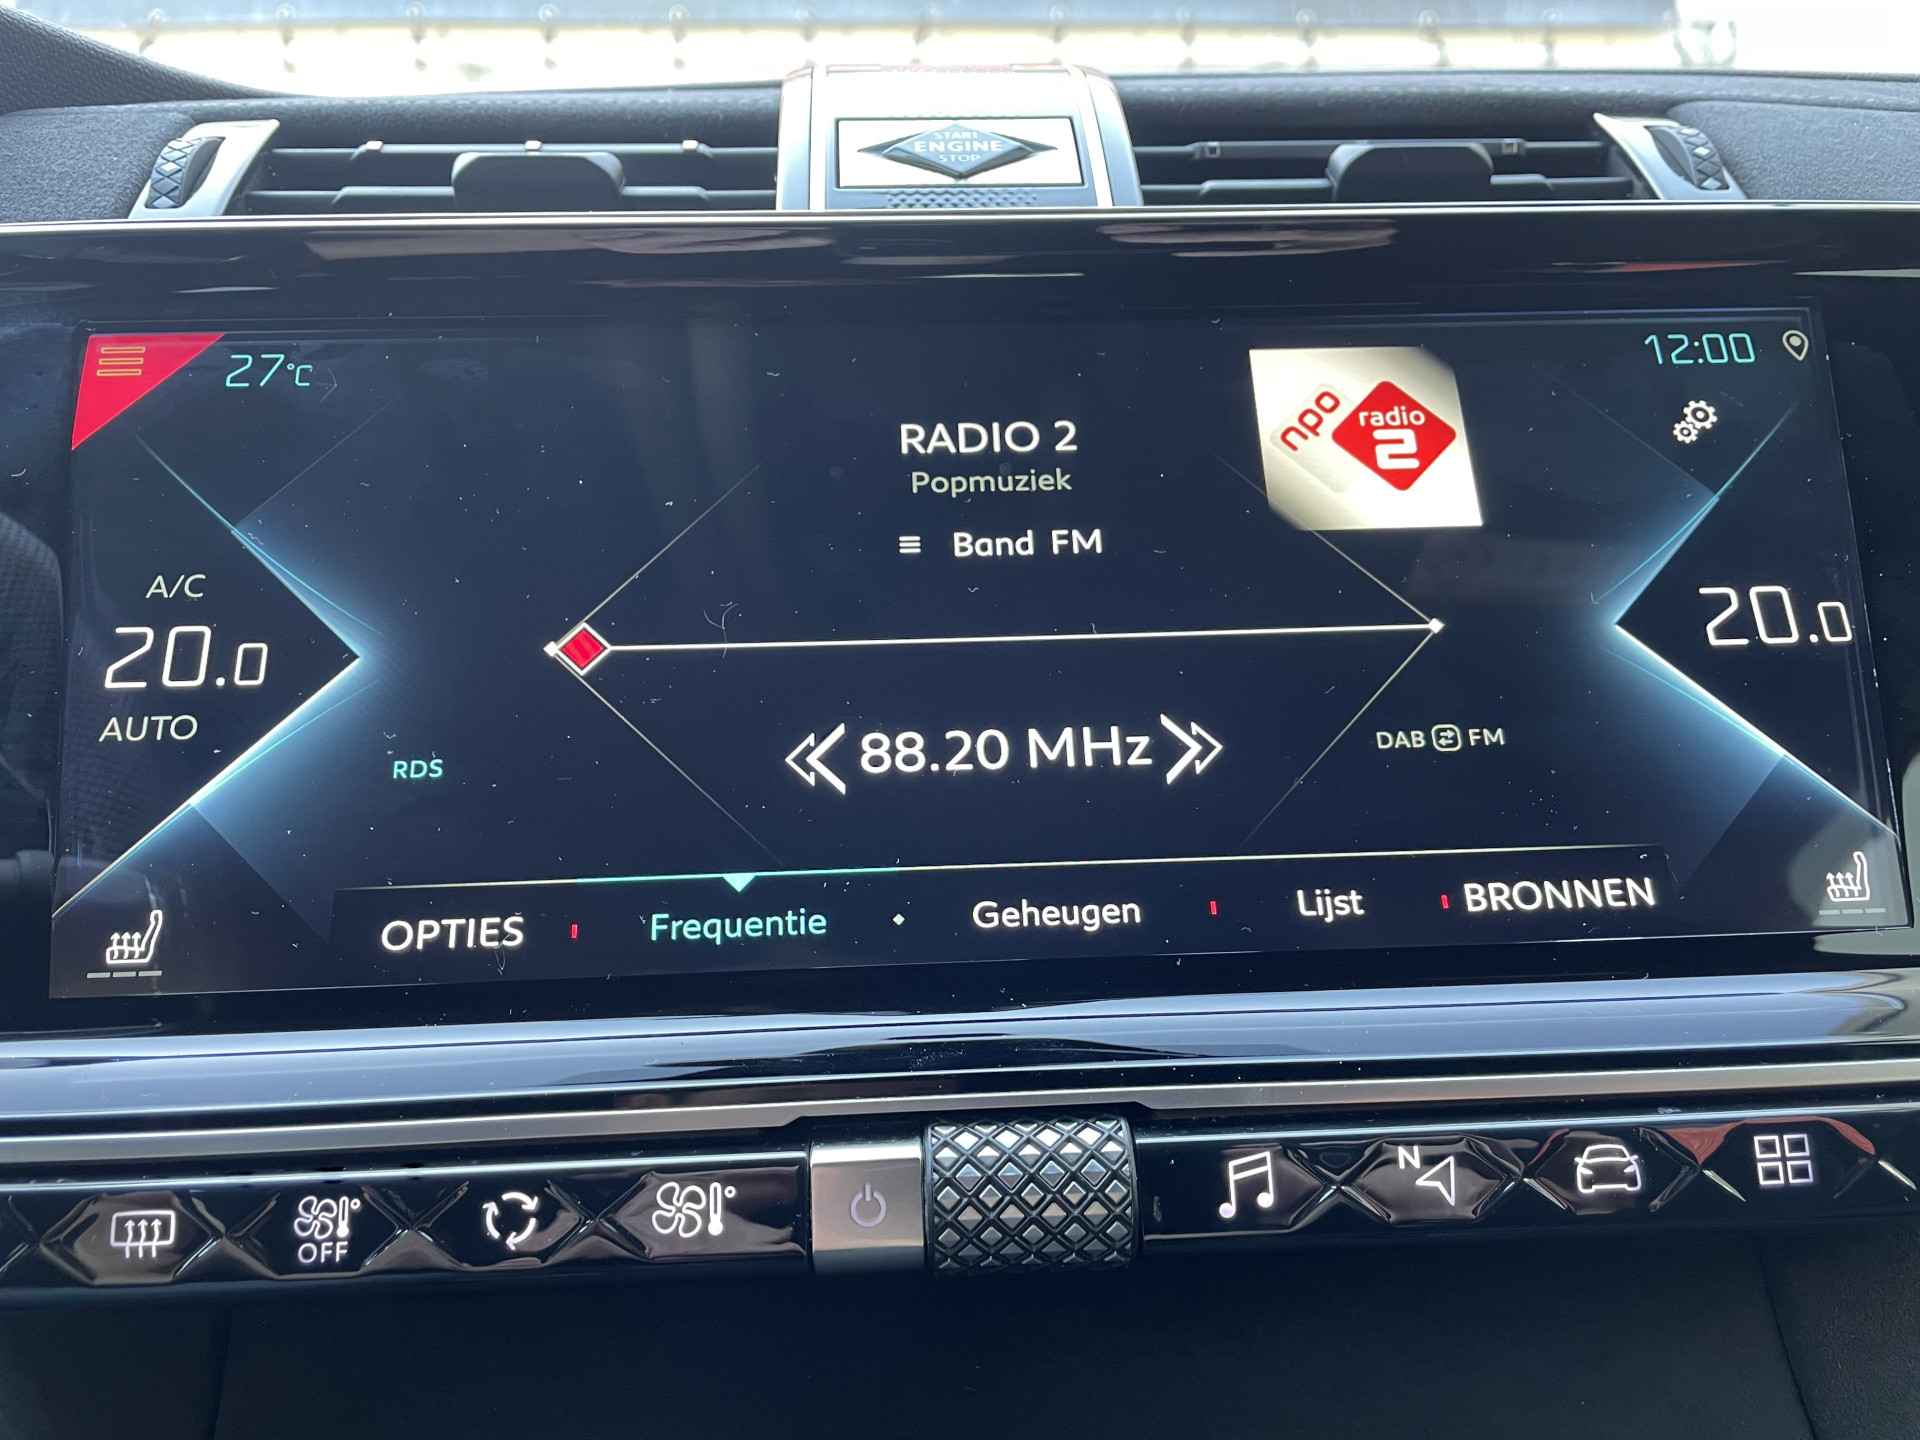 START
ENGINE
STOP
27°C
12:00
RADIO 2
Popmuziek
npo radio 2
Band FM
A/C
20.0
AUTO
20.0
RDS
88.20 MHz
DAB FM
OPTIES Frequentie Geheugen Lijst BRONNEN
OFF
N